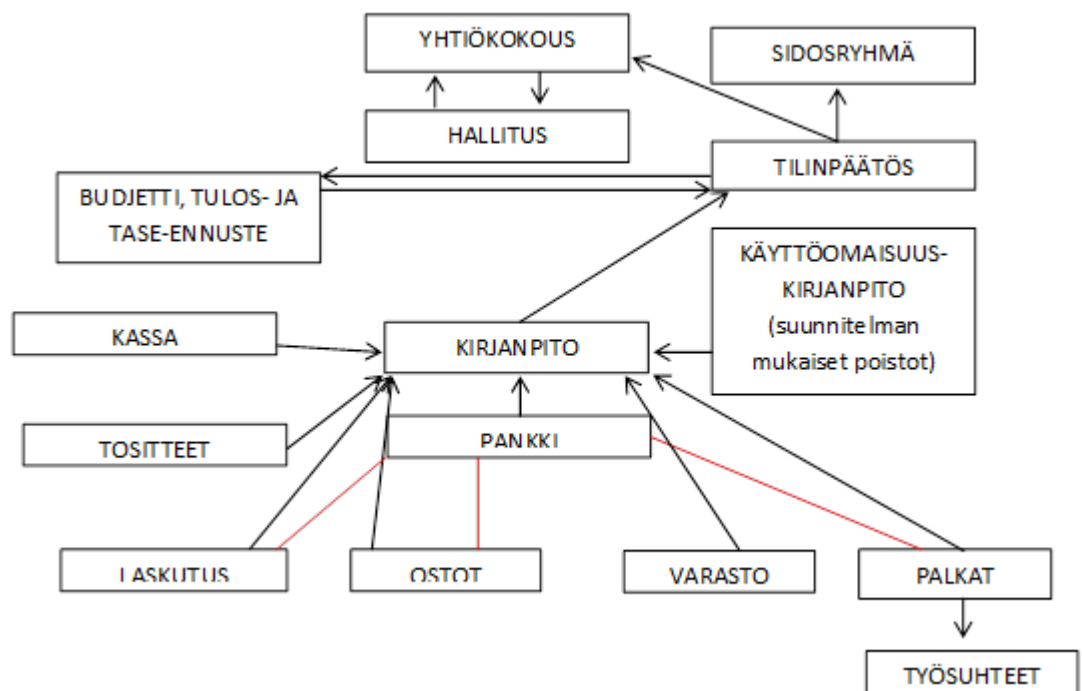 YHTIÖKOKOUS
SIDOSRYHMÄ
HALLITUS
TILINPÄÄTÖS
BUDJETTI, TULOS- JA
TASE-ENNUSTE
KÄYTTÖOMAISUUS-
KIRJANPITO
(suunnitelman
mukaiset poistot)
KASSA
KIRJANPITO
TOSITTEET
PANKKI
LASKUTUS
OSTOT
VARASTO
PALKAT
TYÖSUHTEET